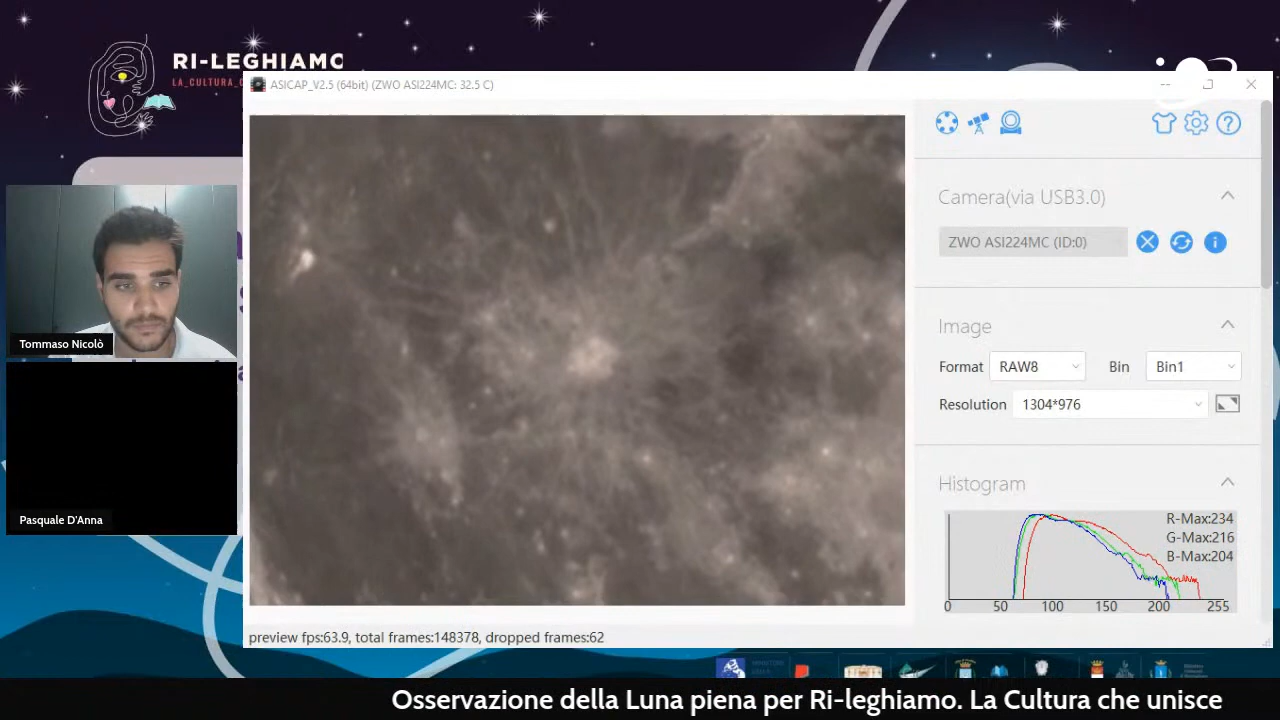 RI-LEGHIAMO
LA_CULTURA_
ASICAP_V2.5 (64bit) (ZWO ASI224MC: 32.5 C)
Camera(via USB3.0)
ZWO ASI224MC (ID:0)
Image
Format RAW8 Bin Bin1
Resolution 1304*976
Histogram
R-Max:234
G-Max:216
B-Max:204
0 50 100 150 200 255
preview fps:63.9, total frames:148378, dropped frames:62
Tommaso Nicolò
Pasquale D'Anna
Osservazione della Luna piena per Ri-leghiamo. La Cultura che unisce